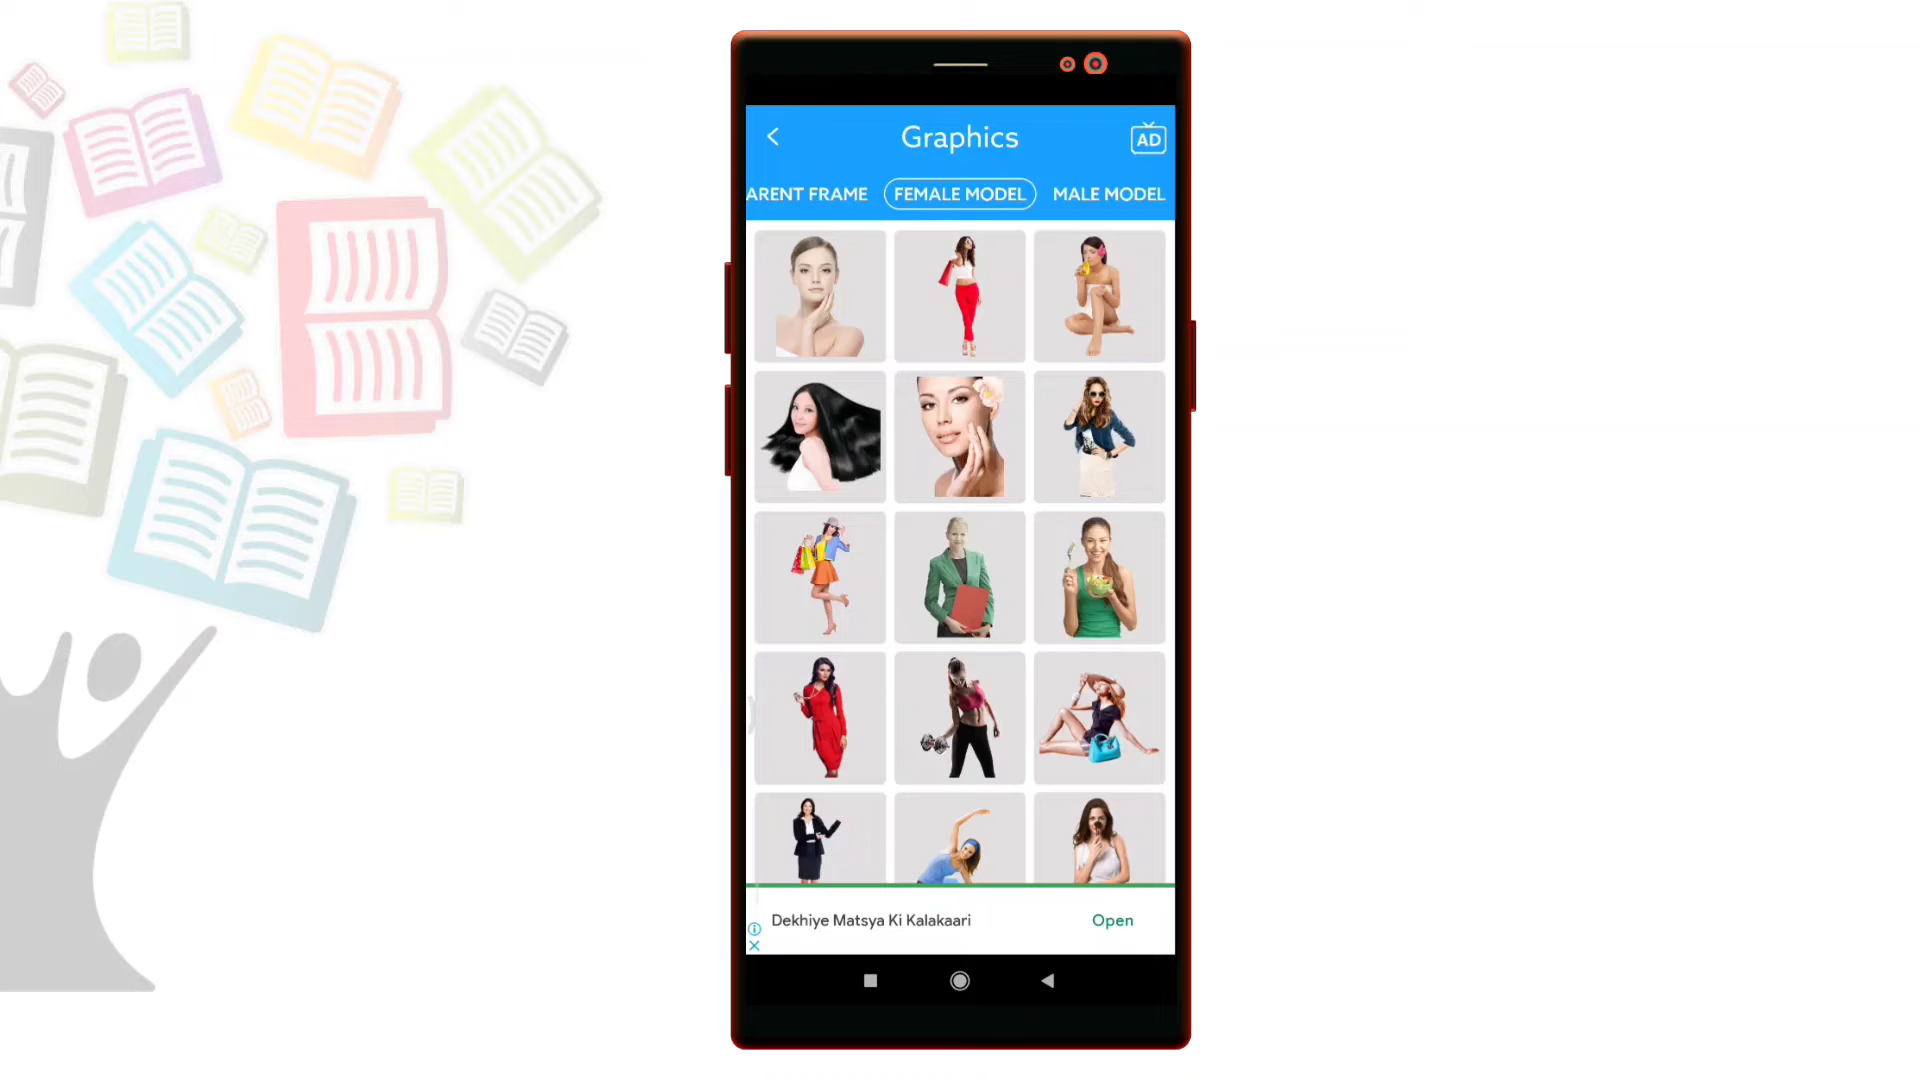 Graphics
AD
ARENT FRAME
FEMALE MODEL
MALE MODEL
Dekhiye Matsya Ki Kalakaari
Open